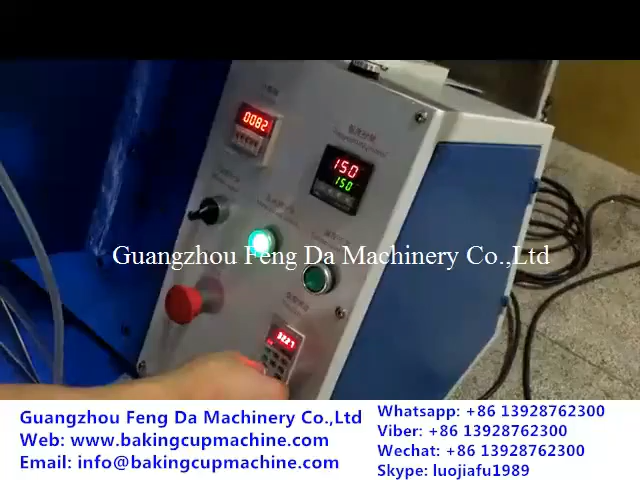 0082
150
150
Guangzhou Feng Da Machinery Co.,Ltd
Guangzhou Feng Da Machinery Co.,Ltd
Web: www.bakingcupmachine.com
Email: info@bakingcupmachine.com
Whatsapp: +86 13928762300
Viber: +86 13928762300
Wechat: +86 13928762300
Skype: luojiafu1989